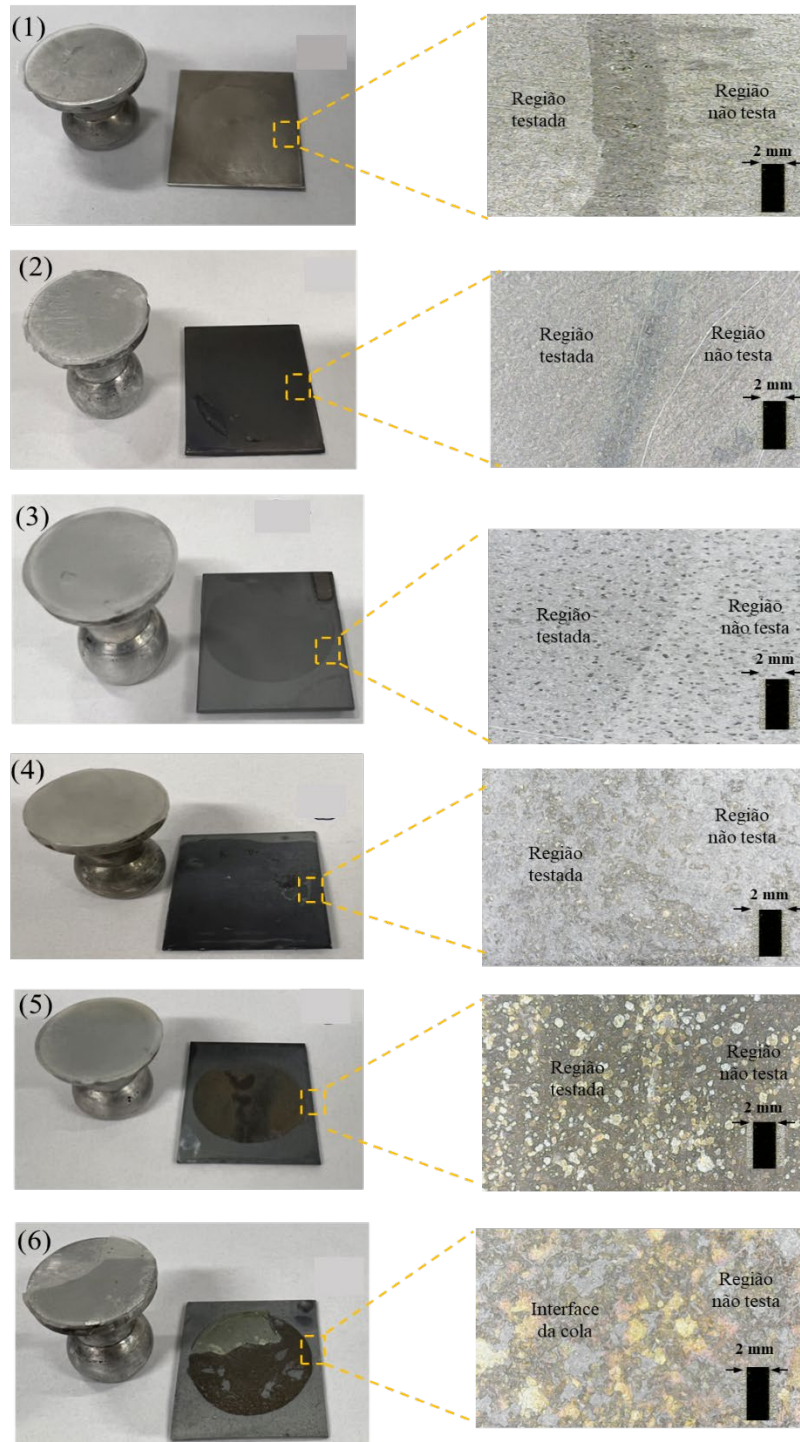 (1)
Região
testada
Região
não testa
2 mm
(2)
Região
testada
Região
não testa
2 mm
(3)
Região
testada
Região
não testa
2 mm
(4)
Região
testada
Região
não testa
2 mm
(5)
Região
testada
Região
não testa
2 mm
(6)
Interface
da cola
Região
não testa
2 mm